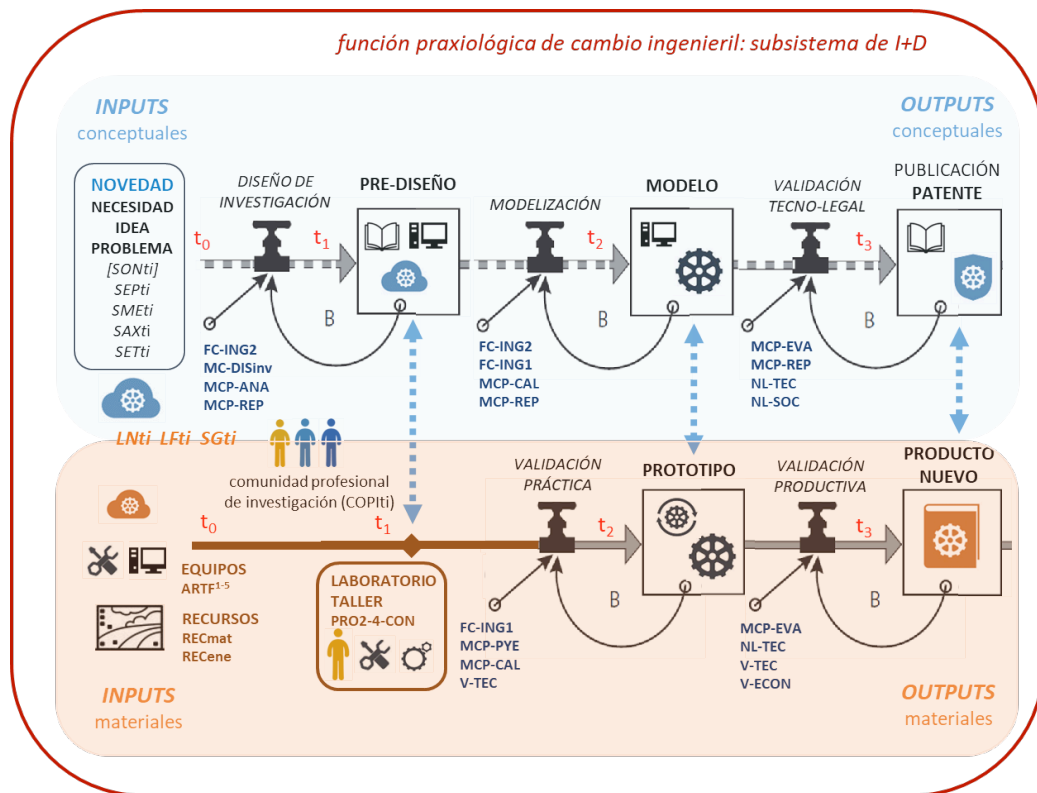 función praxiológica de cambio ingenieril: subsistema de I+D
INPUTS
conceptuales
OUTPUTS
conceptuales
NOVEDAD
NECESIDAD
IDEA
PROBLEMA
[SONti]
SEPti
SMEti
SAXti
SETti
DISEÑO DE
INVESTIGACIÓN
PRE-DISEÑO
MODELIZACIÓN
MODELO
VALIDACIÓN
TECNO-LEGAL
PUBLICACIÓN
PATENTE
t0
t1
t2
t3
B
B
B
FC-ING2
MC-DISinv
MCP-ANA
MCP-REP
FC-ING2
FC-ING1
MCP-CAL
MCP-REP
MCP-EVA
MCP-REP
NL-TEC
NL-SOC
LNti LFti SGti
comunidad profesional
de investigación (COPIti)
VALIDACIÓN
PRÁCTICA
PROTOTIPO
VALIDACIÓN
PRODUCTIVA
PRODUCTO
NUEVO
t0
t1
t2
t3
EQUIPOS
ARTF1-5
RECURSOS
RECmat
RECene
LABORATORIO
TALLER
PRO2-4-CON
B
B
FC-ING1
MCP-PYE
MCP-CAL
V-TEC
MCP-EVA
NL-TEC
V-TEC
V-ECON
INPUTS
materiales
OUTPUTS
materiales